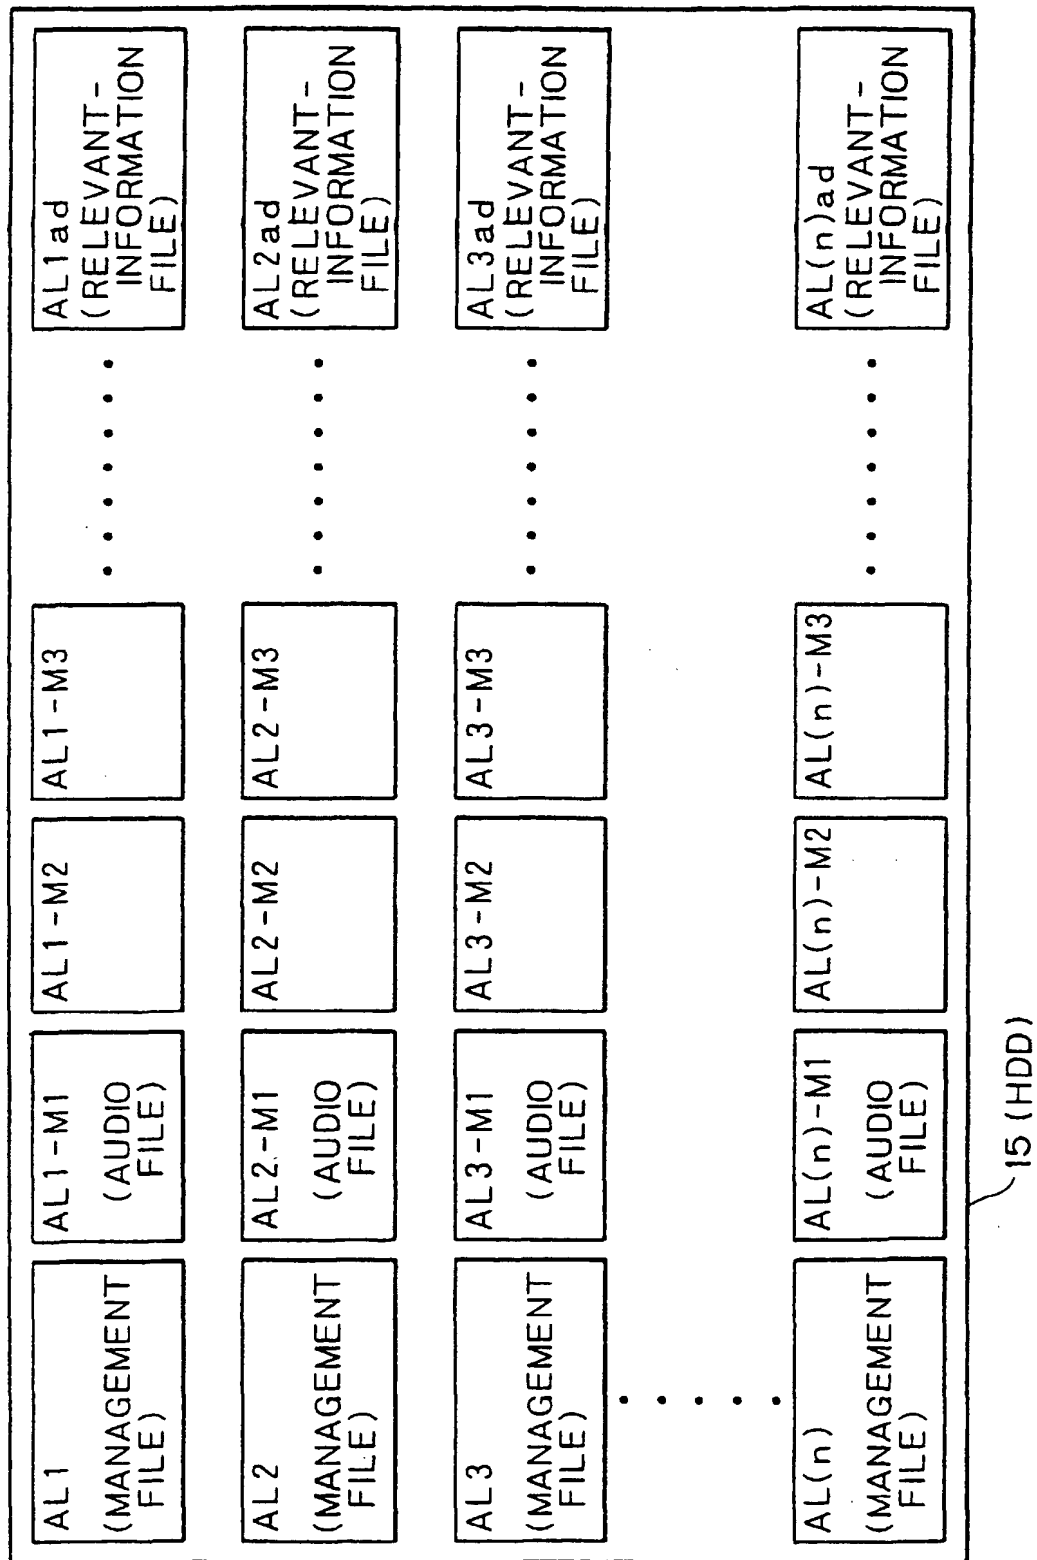 AL1
(MANAGEMENT
FILE)
AL1-M1
(AUDIO
FILE)
AL1-M2
AL1-M3
AL1ad
(RELEVANT-
INFORMATION
FILE)
AL2
(MANAGEMENT
FILE)
AL2-M1
(AUDIO
FILE)
AL2-M2
AL2-M3
AL2ad
(RELEVANT-
INFORMATION
FILE)
AL3
(MANAGEMENT
FILE)
AL3-M1
(AUDIO
FILE)
AL3-M2
AL3-M3
AL3ad
(RELEVANT-
INFORMATION
FILE)
AL(n)
(MANAGEMENT
FILE)
AL(n)-M1
(AUDIO
FILE)
AL(n)-M2
AL(n)-M3
AL(n)ad
(RELEVANT-
INFORMATION
FILE)
15 (HDD)